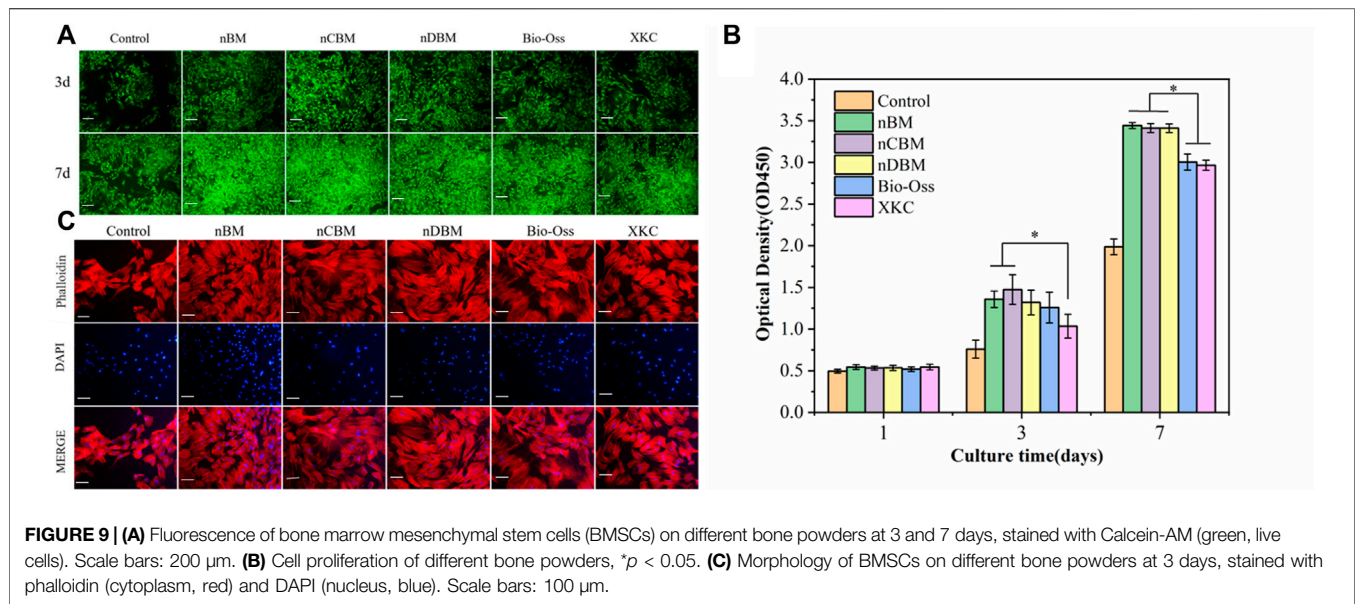 A
Control nBM nCBM nDBM Bio-Oss XKC
3d
7d
C
Control nBM nCBM nDBM Bio-Oss XKC
Phalloidin
DAPI
MERGE
B
4.0
3.5
3.0
2.5
2.0
1.5
1.0
0.5
0.0
Optical Density(OD450)
Control
nBM
nCBM
nDBM
Bio-Oss
XKC
*
*
1 3 7
Culture time(days)
FIGURE 9 | (A) Fluorescence of bone marrow mesenchymal stem cells (BMSCs) on different bone powders at 3 and 7 days, stained with Calcein-AM (green, live
cells). Scale bars: 200 μm. (B) Cell proliferation of different bone powders, *p < 0.05. (C) Morphology of BMSCs on different bone powders at 3 days, stained with
phalloidin (cytoplasm, red) and DAPI (nucleus, blue). Scale bars: 100 μm.